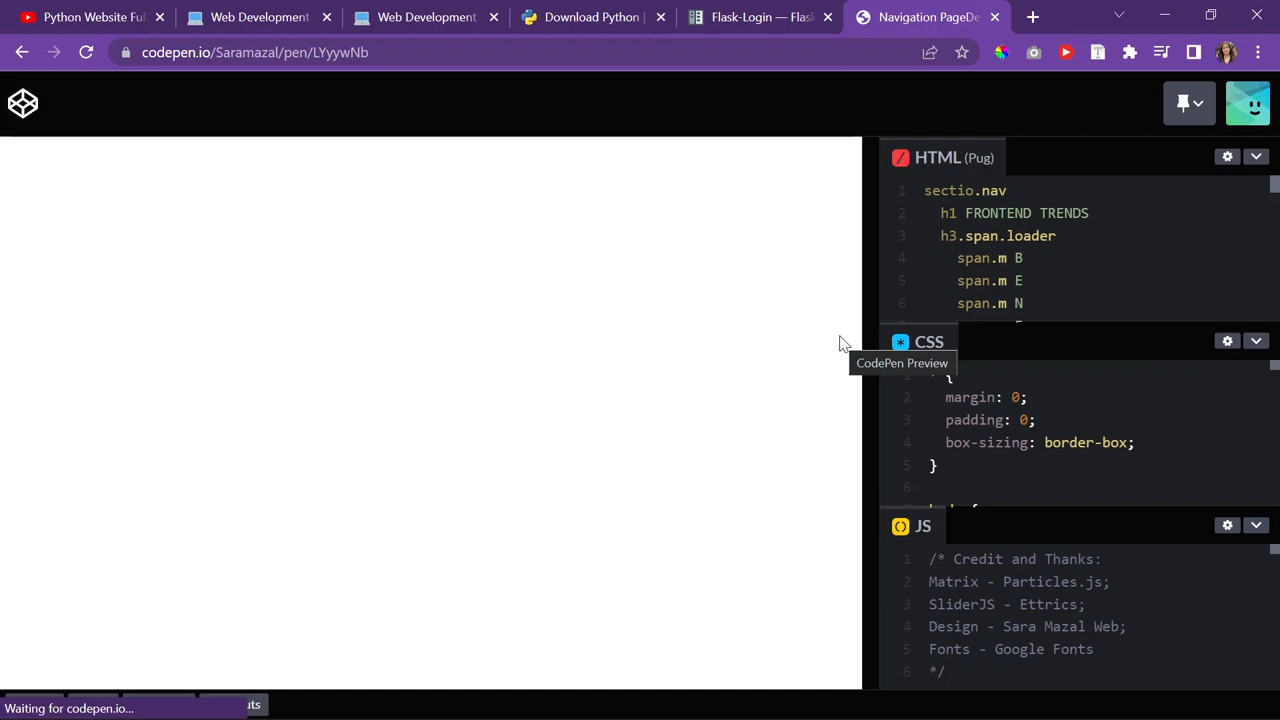 Python Website Ful
Web Development
Web Development
Download Python
Flask-Login — Flas
Navigation PageDe
codepen.io/Saramazal/pen/LYyywNb
HTML (Pug)
1 sectio.nav
2 h1 FRONTEND TRENDS
3 h3.span.loader
4 span.m B
5 span.m E
6 span.m N
CSS
CodePen Preview
1 * {
2 margin: 0;
3 padding: 0;
4 box-sizing: border-box;
5 }
6
JS
1 /* Credit and Thanks:
2 Matrix - Particles.js;
3 SliderJS - Ettrics;
4 Design - Sara Mazal Web;
5 Fonts - Google Fonts
6 */
Waiting for codepen.io...
uts